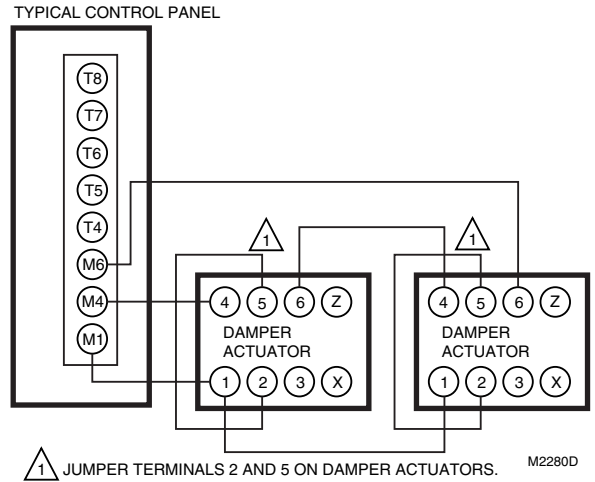 TYPICAL CONTROL PANEL
T8
T7
T6
T5
T4
M6
M4
M1
1
1
4 5 6 Z
DAMPER
ACTUATOR
1 2 3 X
4 5 6 Z
DAMPER
ACTUATOR
1 2 3 X
1 JUMPER TERMINALS 2 AND 5 ON DAMPER ACTUATORS.
M2280D